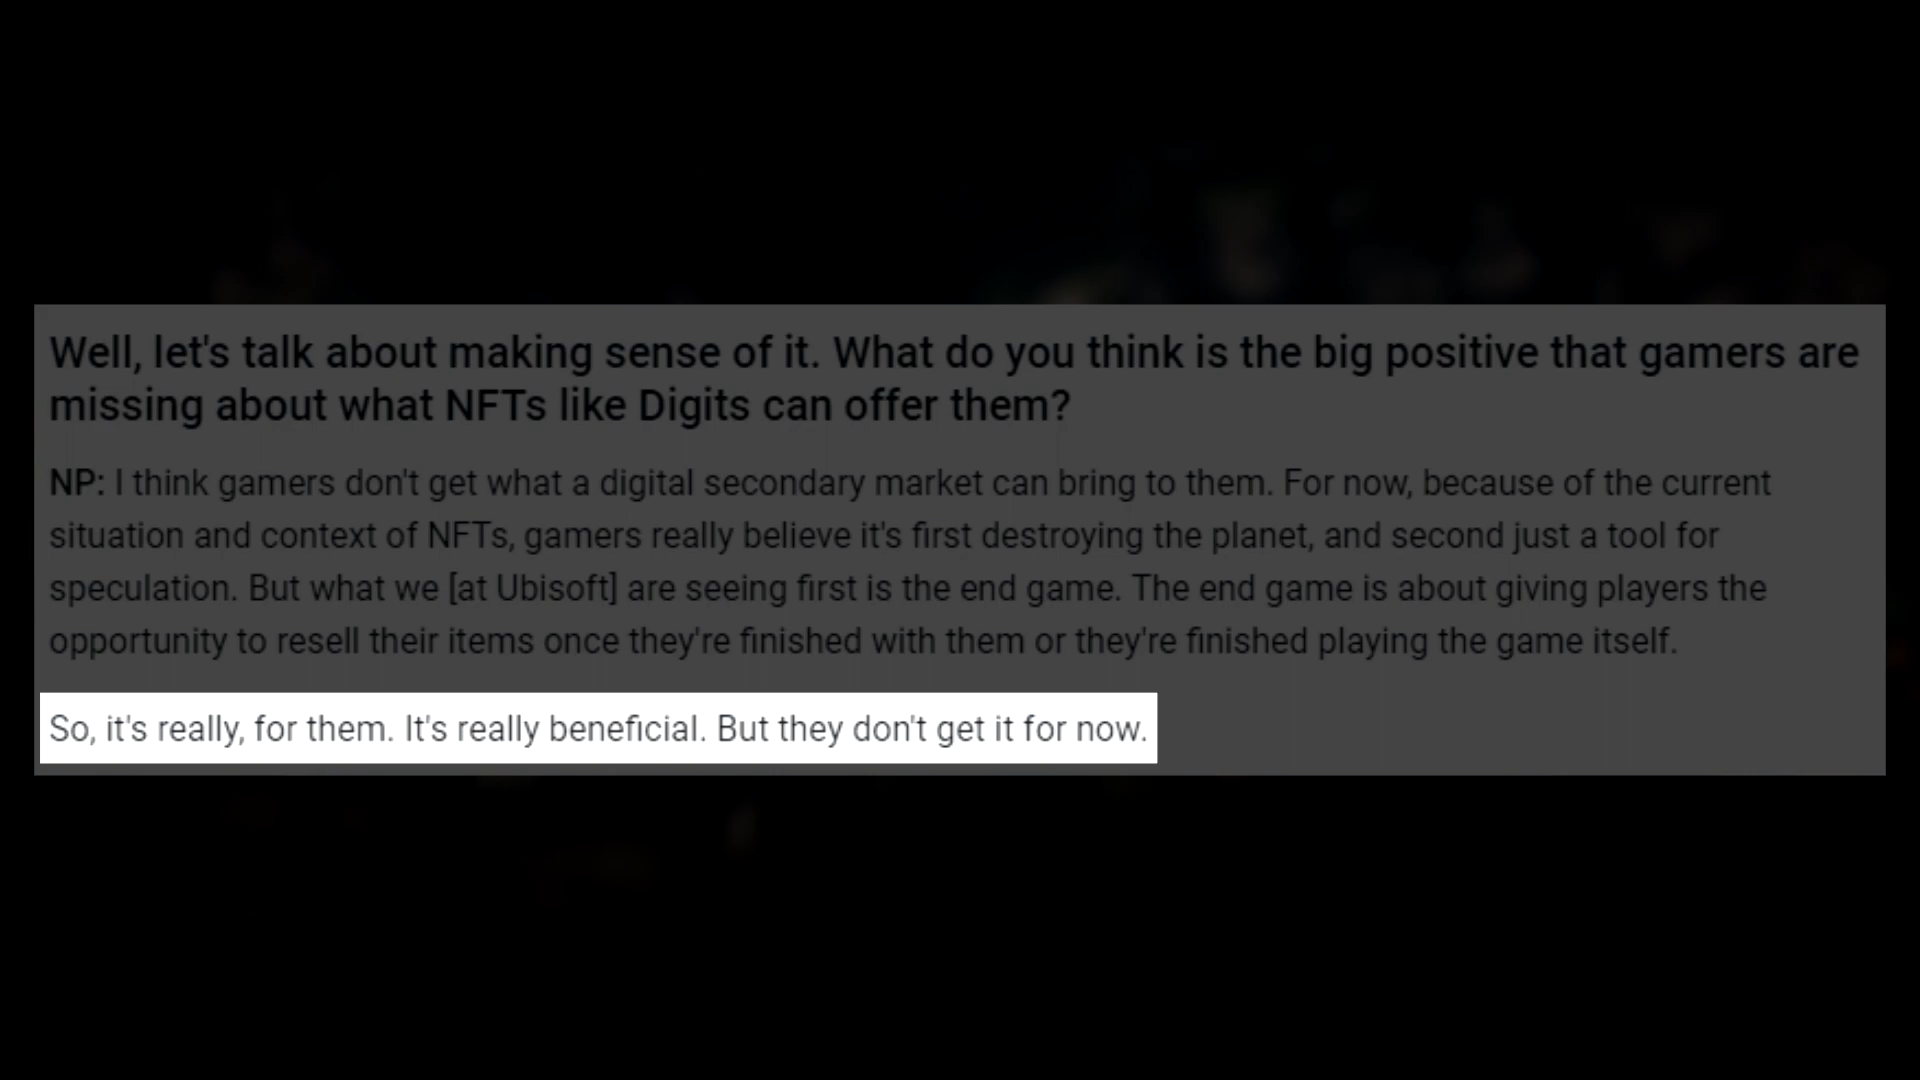 Well, let's talk about making sense of it. What do you think is the big positive that gamers are
missing about what NFTs like Digits can offer them?
NP: I think gamers don't get what a digital secondary market can bring to them. For now, because of the current
situation and context of NFTs, gamers really believe it's first destroying the planet, and second just a tool for
speculation. But what we [at Ubisoft] are seeing first is the end game. The end game is about giving players the
opportunity to resell their items once they're finished with them or they're finished playing the game itself.
So, it's really, for them. It's really beneficial. But they don't get it for now.